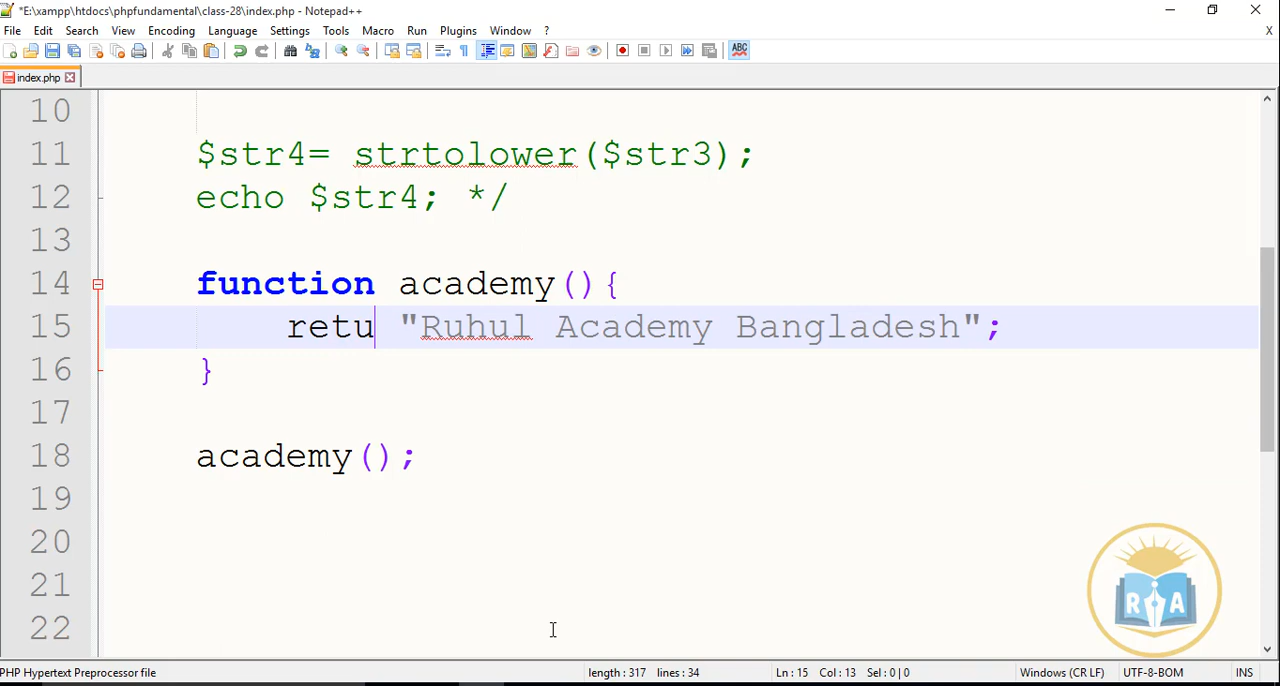 *E:\xampp\htdocs\phpfundamental\class-28\index.php - Notepad++
File Edit Search View Encoding Language Settings Tools Macro Run Plugins Window ? X
ABC
index.php
10
11 $str4= strtolower($str3);
12 echo $str4; */
13
14 function academy(){
15 retu "Ruhul Academy Bangladesh";
16 }
17
18 academy();
19
20
21
22
R A
PHP Hypertext Preprocessor file length : 317 lines : 34 Ln : 15 Col : 13 Sel : 0 | 0 Windows (CR LF) UTF-8-BOM INS